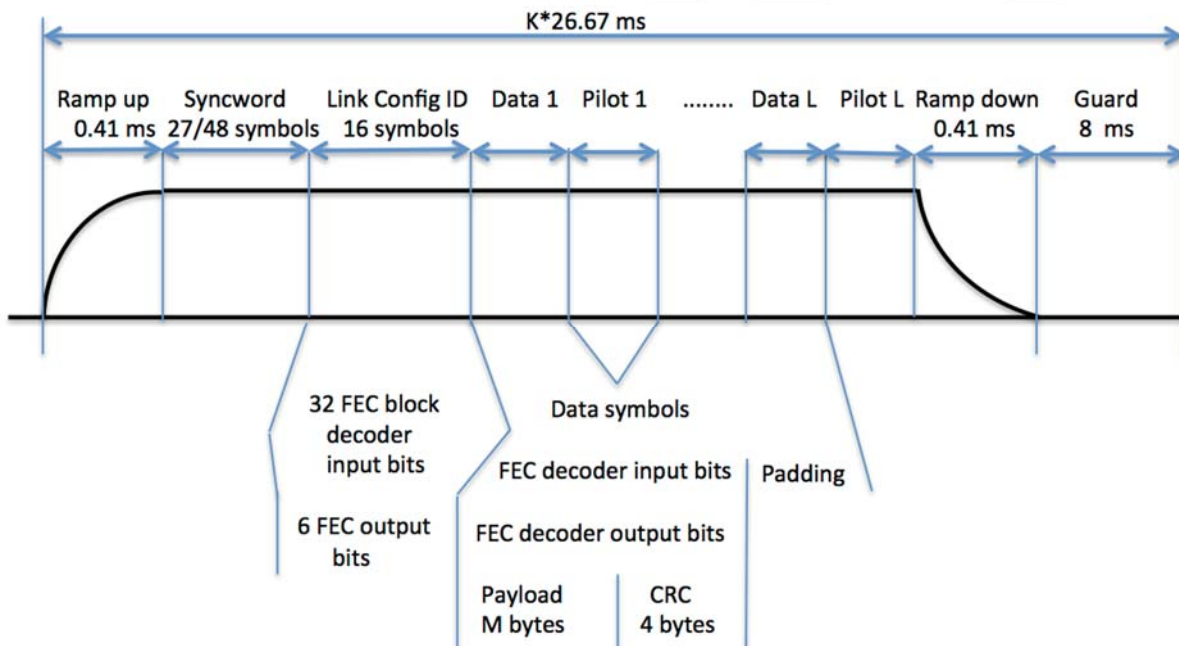 K*26.67 ms
Ramp up Syncword Link Config ID Data 1 Pilot 1 ........ Data L Pilot L Ramp down Guard
0.41 ms 27/48 symbols 16 symbols 0.41 ms 8 ms
32 FEC block
decoder
input bits
Data symbols
FEC decoder input bits
Padding
6 FEC output
bits
FEC decoder output bits
Payload
M bytes
CRC
4 bytes